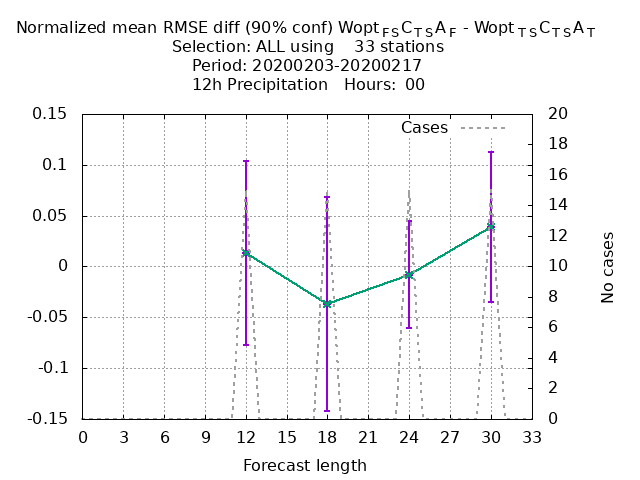 Normalized mean RMSE diff (90% conf) Wopt FS C TS A F - Wopt TS C TS A T
Selection: ALL using 33 stations
Period: 20200203-20200217
12h Precipitation Hours: 00
Cases
0.15
0.1
0.05
0
-0.05
-0.1
-0.15
20
18
16
14
12
10
8
6
4
2
0
No cases
0 3 6 9 12 15 18 21 24 27 30 33
Forecast length